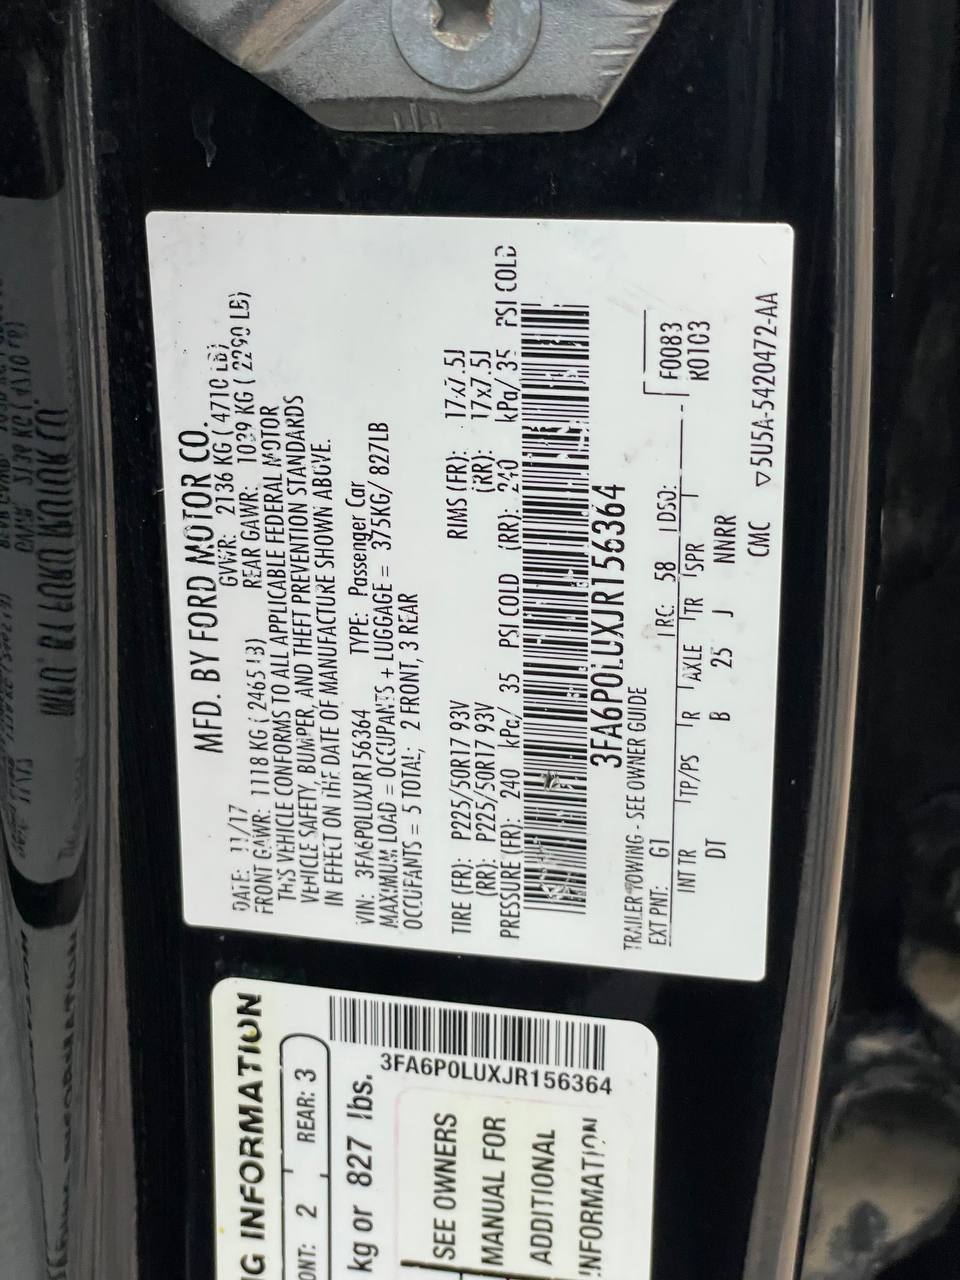 MFD. BY FORD MOTOR CO.
DATE: 11/17 GVWR: 2136 KG ( 4710 LB)
FRONT GAWR: 1118 KG ( 2465 LB) REAR GAWR: 1039 KG ( 2290 LB)
THIS VEHICLE CONFORMS TO ALL APPLICABLE FEDERAL MOTOR
VEHICLE SAFETY, BUMPER, AND THEFT PREVENTION STANDARDS
IN EFFECT ON THE DATE OF MANUFACTURE SHOWN ABOVE.
VIN: 3FA6P0LUXJR156364 TYPE: Passenger Car
MAXIMUM LOAD = OCCUPANTS + LUGGAGE = 375KG/ 827LB
OCCUPANTS = 5 TOTAL; 2 FRONT, 3 REAR
TIRE (FR): P225/50R17 93V RIMS (FR): 17x7.5J
(RR): P225/50R17 93V (RR): 17x7.5J
PRESSURE (FR): 240 kPa/ 35 PSI COLD (RR): 240 kPa/ 35 PSI COLD
3FA6P0LUXJR156364
TRAILER TOWING - SEE OWNER GUIDE
EXT PNT: G1 RC: 58 DSO: F0083
INT TR TP/PS R AXLE TR SPR K0103
DT B 25 J NNRR
CMC ▽5U5A-5420472-AA
NG INFORMATION
ONT: 2 REAR: 3
kg or 827 lbs.
3FA6P0LUXJR156364
SEE OWNERS
MANUAL FOR
ADDITIONAL
INFORMATION